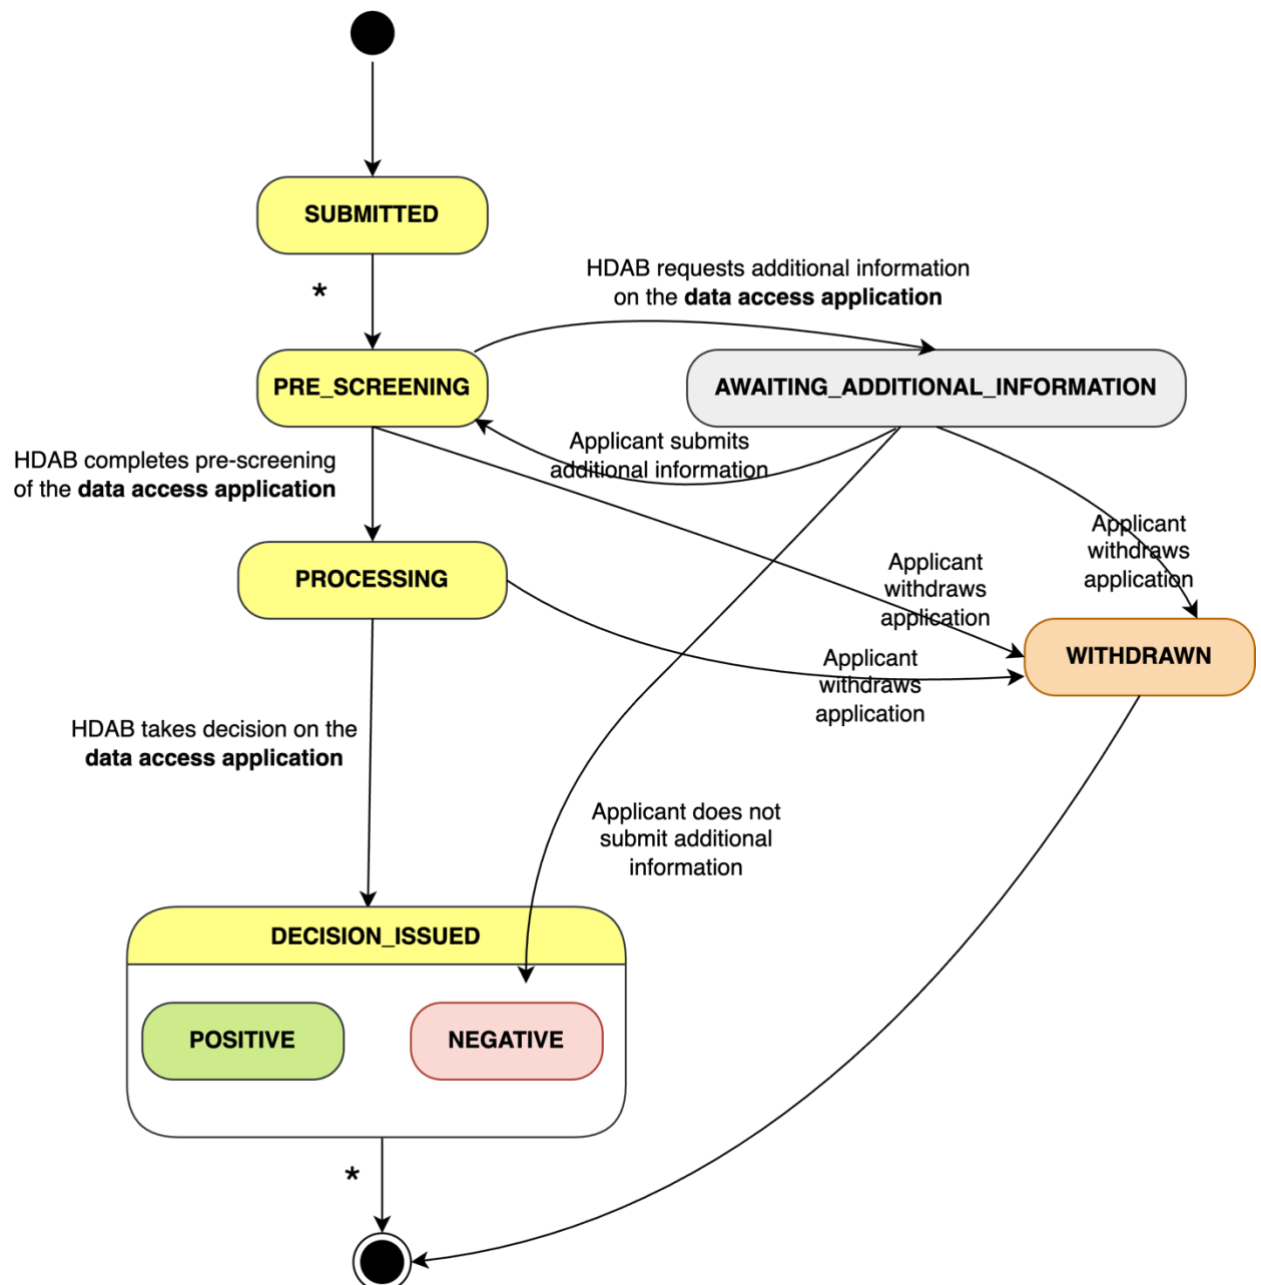 SUBMITTED
*
HDAB requests additional information
on the data access application
PRE_SCREENING
AWAITING_ADDITIONAL_INFORMATION
Applicant submits
additional information
HDAB completes pre-screening
of the data access application
Applicant
withdraws
application
Applicant
withdraws
application
PROCESSING
WITHDRAWN
Applicant
withdraws
application
HDAB takes decision on the
data access application
Applicant does not
submit additional
information
DECISION_ISSUED
POSITIVE
NEGATIVE
*